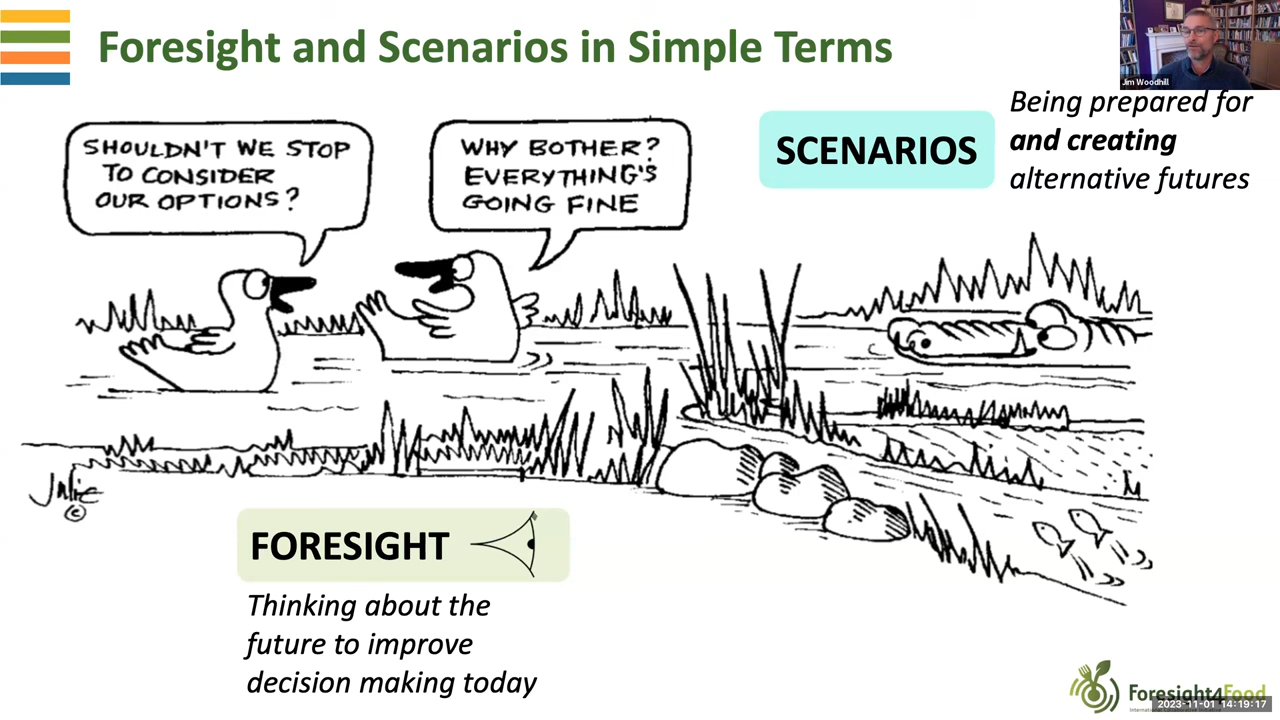 Foresight and Scenarios in Simple Terms
Jim Woodhill
SHOULDN'T WE STOP
TO CONSIDER
OUR OPTIONS?
WHY BOTHER?
EVERYTHING'S
GOING FINE
SCENARIOS
Being prepared for
and creating
alternative futures
Julie
©
FORESIGHT
Thinking about the
future to improve
decision making today
Foresight4Food
2023-11-01 14:19:17